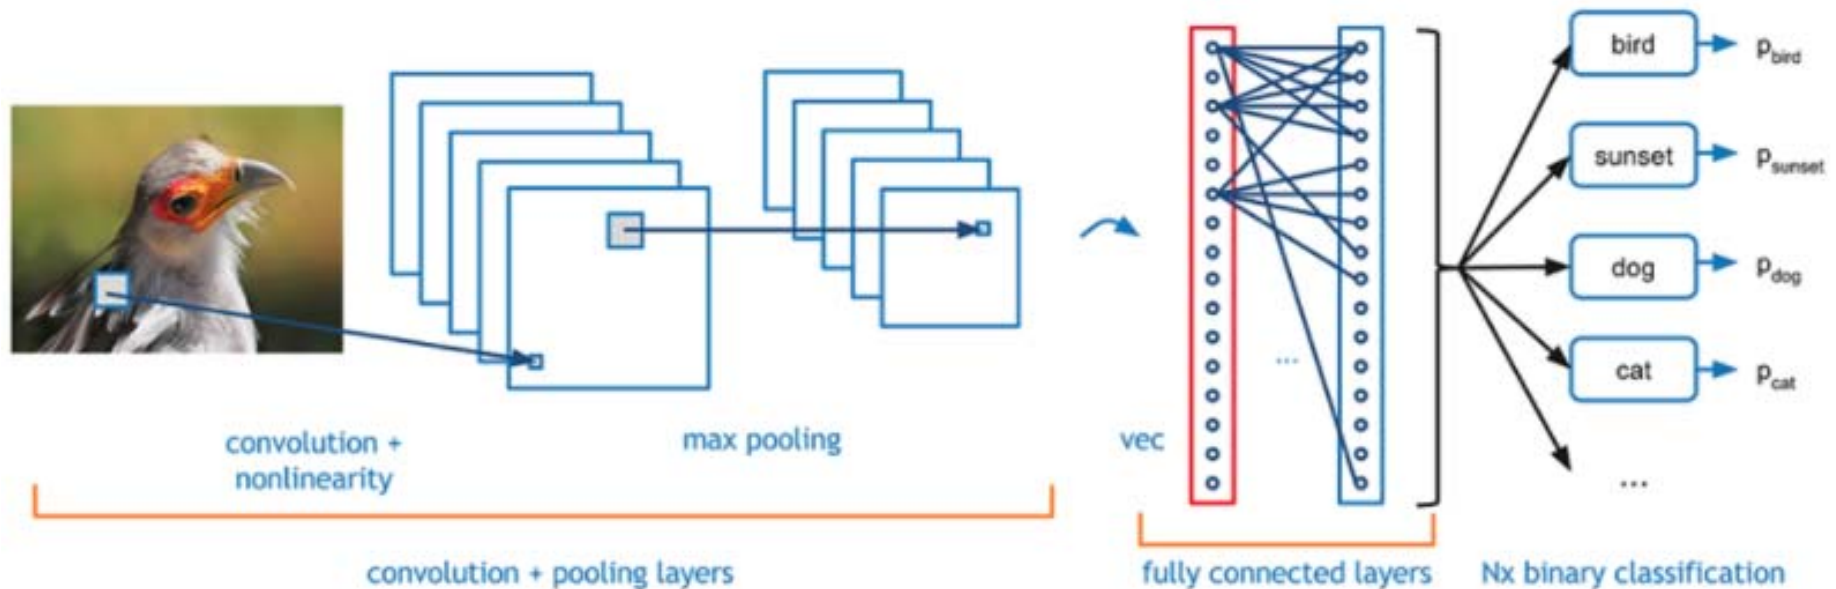 bird
p_bird
sunset
p_sunset
dog
p_dog
cat
p_cat
...
...
convolution +
nonlinearity
max pooling
vec
convolution + pooling layers
fully connected layers
Nx binary classification